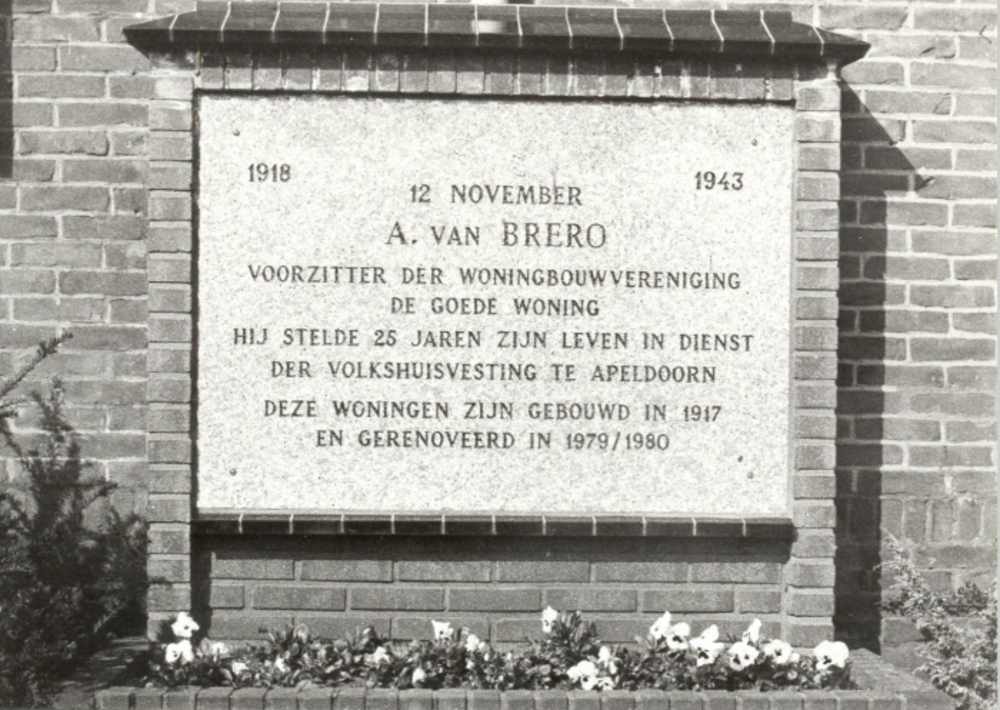 1918
1943
12 NOVEMBER
A. VAN BRERO
VOORZITTER DER WONINGBOUWVERENIGING
DE GOEDE WONING
HIJ STELDE 25 JAREN ZIJN LEVEN IN DIENST
DER VOLKSHUISVESTING TE APELDOORN
DEZE WONINGEN ZIJN GEBOUWD IN 1917
EN GERENOVEERD IN 1979/1980